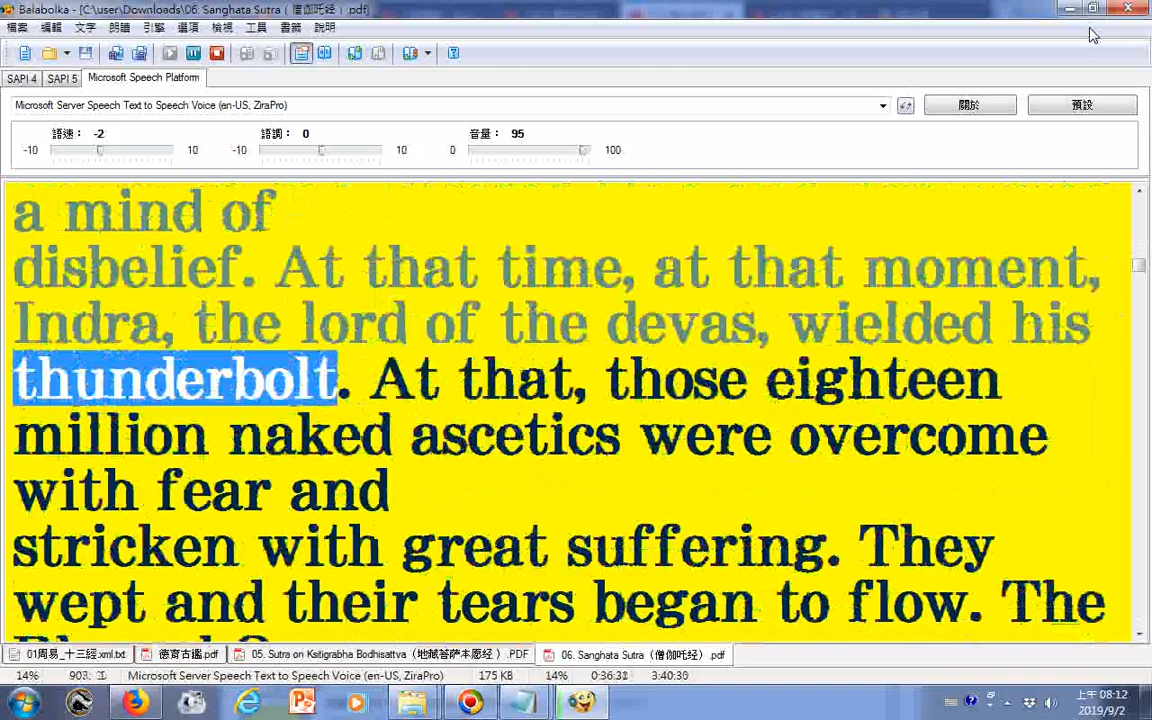 Balabolka - [C:\user\Downloads\06. Sanghata Sutra (僧伽吒经) .pdf]
檔案 編輯 文字 朗讀 引擎 選項 檢視 工具 書籤 說明
SAPI 4 SAPI 5 Microsoft Speech Platform
Microsoft Server Speech Text to Speech Voice (en-US, ZiraPro) 關於 預設
語速： -2 語調： 0 音量： 95
-10 10 -10 10 0 100
a mind of
disbelief. At that time, at that moment,
Indra, the lord of the devas, wielded his
thunderbolt. At that, those eighteen
million naked ascetics were overcome
with fear and
stricken with great suffering. They
wept and their tears began to flow. The
01周易_十三經.xml.txt 德育古鑑.pdf 05. Sutra on Ksitigrabha Bodhisattva (地藏菩萨本愿经) .PDF 06. Sanghata Sutra (僧伽吒经) .pdf
14% Microsoft Server Speech Text to Speech Voice (en-US, ZiraPro) 175 KB 14% 0:36:31 3:40:30
上午 08:12
2019/9/2